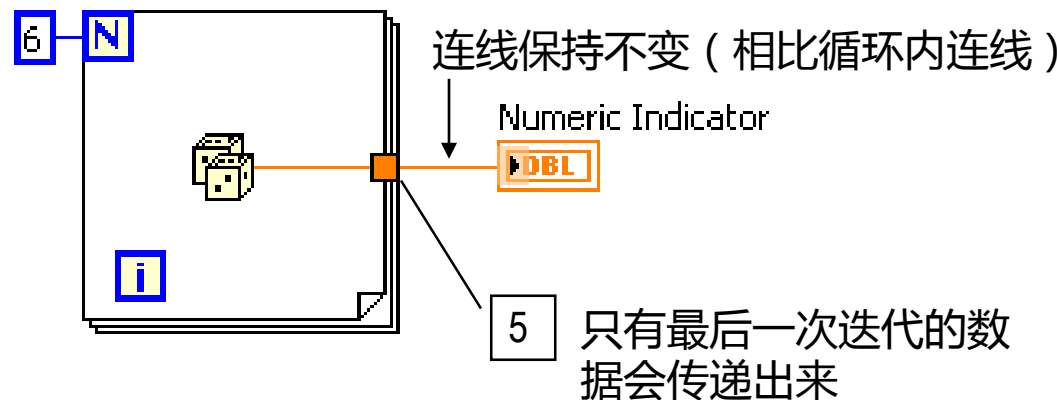 6
N
连线保持不变（相比循环内连线）
Numeric Indicator
DBL
i
5
只有最后一次迭代的数
据会传递出来